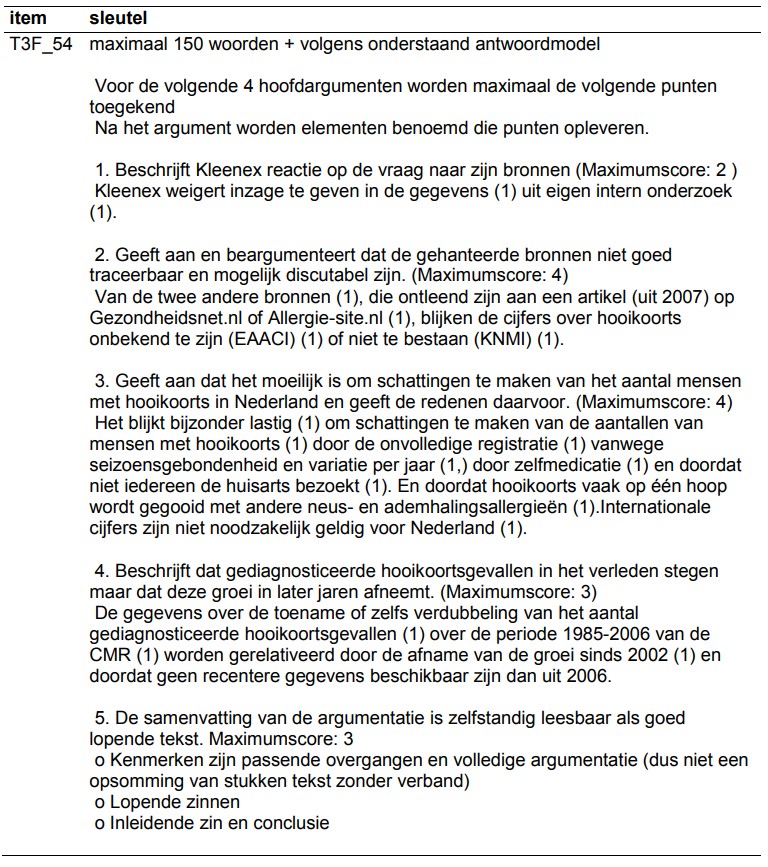 item sleutel
T3F_54 maximaal 150 woorden + volgens onderstaand antwoordmodel
Voor de volgende 4 hoofdargumenten worden maximaal de volgende punten
toegekend
Na het argument worden elementen benoemd die punten opleveren.
1. Beschrijft Kleenex reactie op de vraag naar zijn bronnen (Maximumscore: 2 )
Kleenex weigert inzage te geven in de gegevens (1) uit eigen intern onderzoek
(1).
2. Geeft aan en beargumenteert dat de gehanteerde bronnen niet goed
traceerbaar en mogelijk discutabel zijn. (Maximumscore: 4)
Van de twee andere bronnen (1), die ontleend zijn aan een artikel (uit 2007) op
Gezondheidsnet.nl of Allergie-site.nl (1), blijken de cijfers over hooikoorts
onbekend te zijn (EAACI) (1) of niet te bestaan (KNMI) (1).
3. Geeft aan dat het moeilijk is om schattingen te maken van het aantal mensen
met hooikoorts in Nederland en geeft de redenen daarvoor. (Maximumscore: 4)
Het blijkt bijzonder lastig (1) om schattingen te maken van de aantallen van
mensen met hooikoorts (1) door de onvolledige registratie (1) vanwege
seizoensgebondenheid en variatie per jaar (1,) door zelfmedicatie (1) en doordat
niet iedereen de huisarts bezoekt (1). En doordat hooikoorts vaak op één hoop
wordt gegooid met andere neus- en ademhalingsallergieën (1).Internationale
cijfers zijn niet noodzakelijk geldig voor Nederland (1).
4. Beschrijft dat gediagnosticeerde hooikoortsgevallen in het verleden stegen
maar dat deze groei in later jaren afneemt. (Maximumscore: 3)
De gegevens over de toename of zelfs verdubbeling van het aantal
gediagnosticeerde hooikoortsgevallen (1) over de periode 1985-2006 van de
CMR (1) worden gerelativeerd door de afname van de groei sinds 2002 (1) en
doordat geen recentere gegevens beschikbaar zijn dan uit 2006.
5. De samenvatting van de argumentatie is zelfstandig leesbaar als goed
lopende tekst. Maximumscore: 3
o Kenmerken zijn passende overgangen en volledige argumentatie (dus niet een
opsomming van stukken tekst zonder verband)
o Lopende zinnen
o Inleidende zin en conclusie